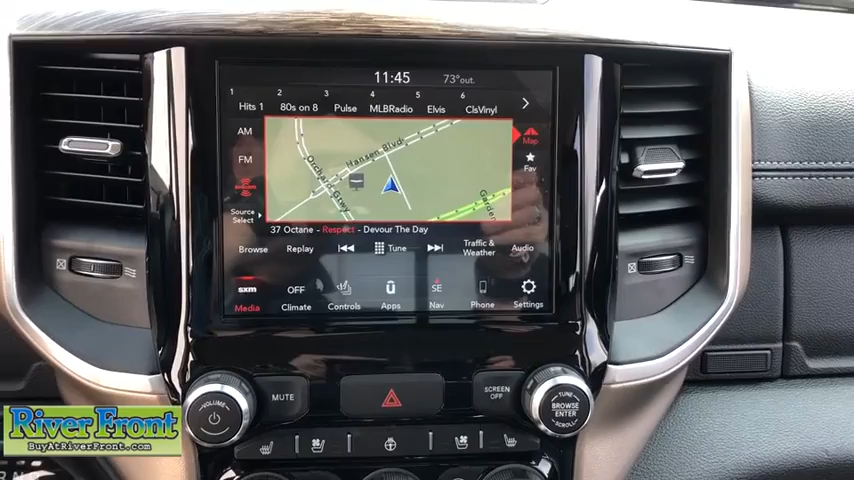 11:45 73°out.
1 2 3 4 5 6
Hits 1 80s on 8 Pulse MLBRadio Elvis ClsVinyl
AM
FM
Source
Select
Hansen Blvd
Orchard Gtwy
Garden
Map
Fav
37 Octane - Respect - Devour The Day
Browse Replay Tune Traffic &
Weather Audio
sxm OFF SE
Media Climate Controls Apps Nav Phone Settings
VOLUME
MUTE
SCREEN
OFF
TUNE
BROWSE
ENTER
SCROLL
River Front
BuyAtRiverFront.com